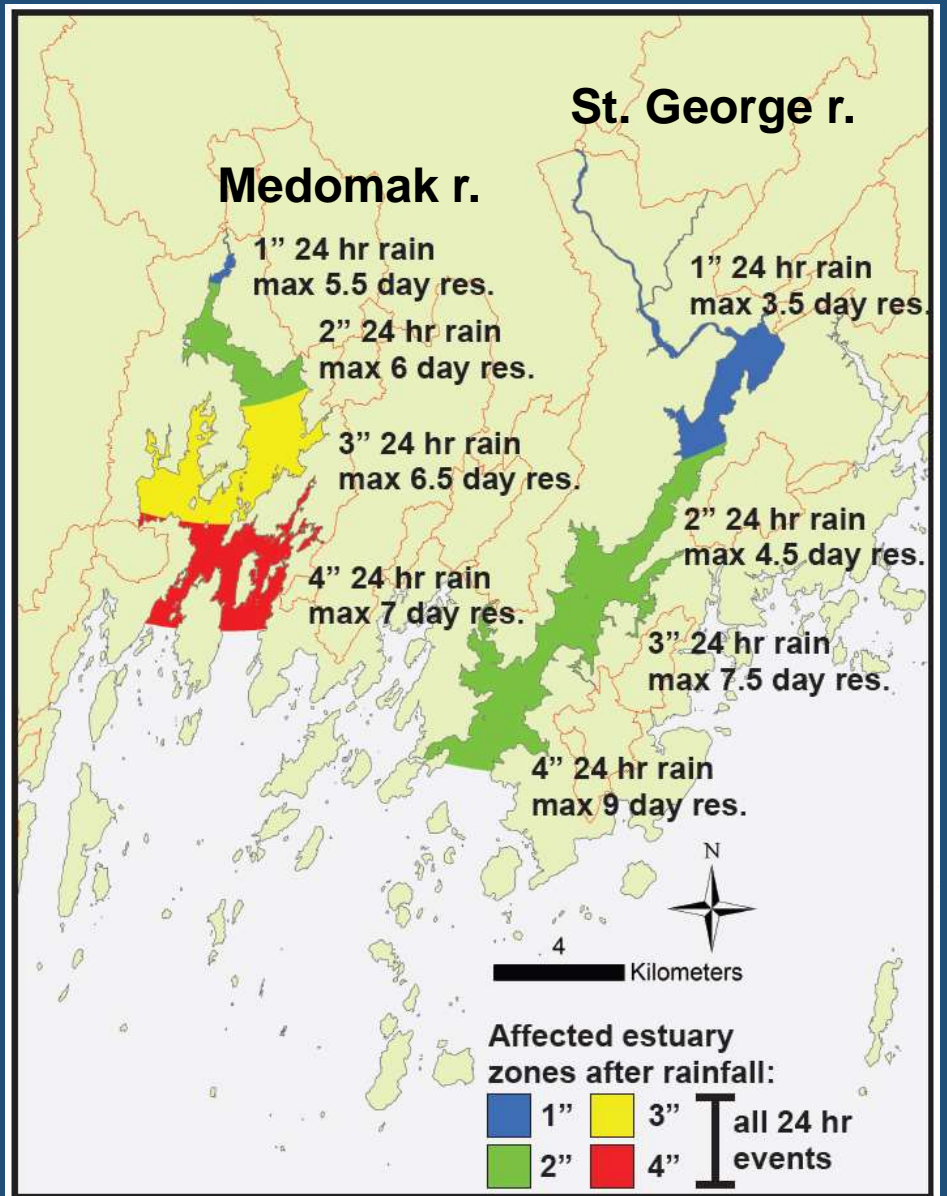 St. George r.
Medomak r.
1” 24 hr rain
max 5.5 day res.
2” 24 hr rain
max 6 day res.
3” 24 hr rain
max 6.5 day res.
4” 24 hr rain
max 7 day res.
1” 24 hr rain
max 3.5 day res.
2” 24 hr rain
max 4.5 day res.
3” 24 hr rain
max 7.5 day res.
4” 24 hr rain
max 9 day res.
N
4
Kilometers
Affected estuary
zones after rainfall:
1” 3”
2” 4”
all 24 hr
events